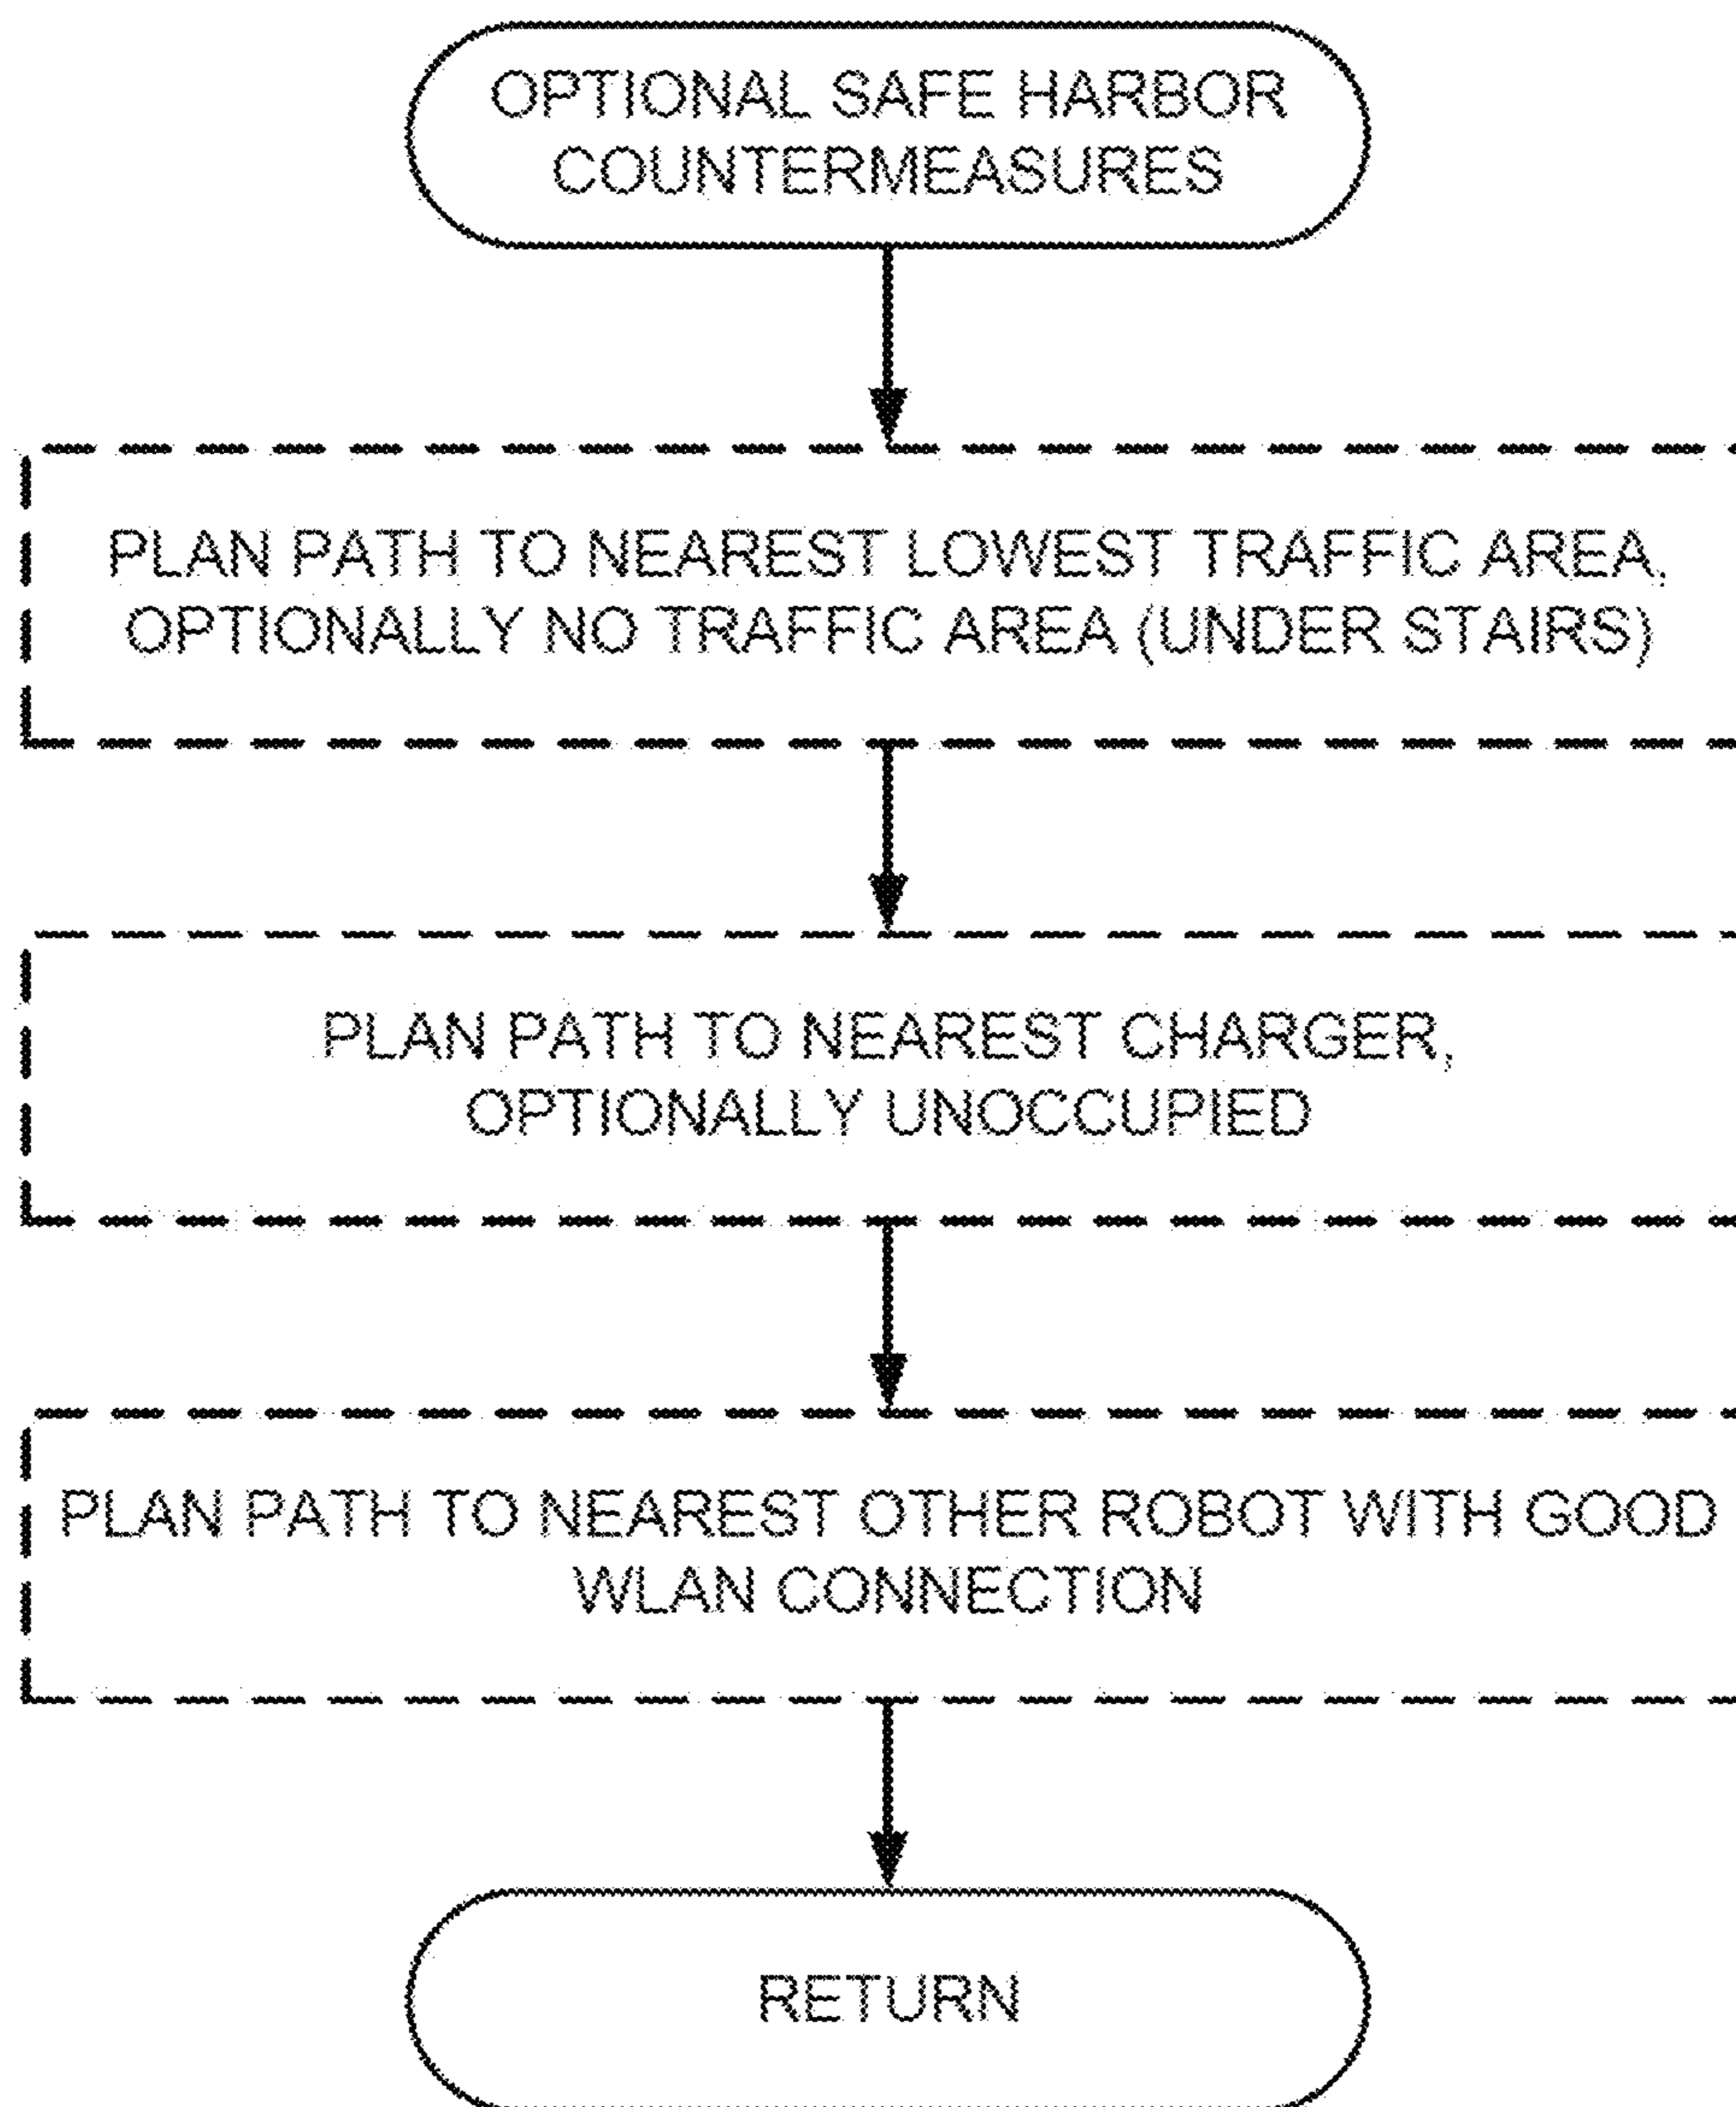 OPTIONAL SAFE HARBOR
COUNTERMEASURES
PLAN PATH TO NEAREST LOWEST TRAFFIC AREA,
OPTIONALLY NO TRAFFIC AREA (UNDER STAIRS)
PLAN PATH TO NEAREST CHARGER,
OPTIONALLY UNOCCUPIED
PLAN PATH TO NEAREST OTHER ROBOT WITH GOOD
WLAN CONNECTION
RETURN